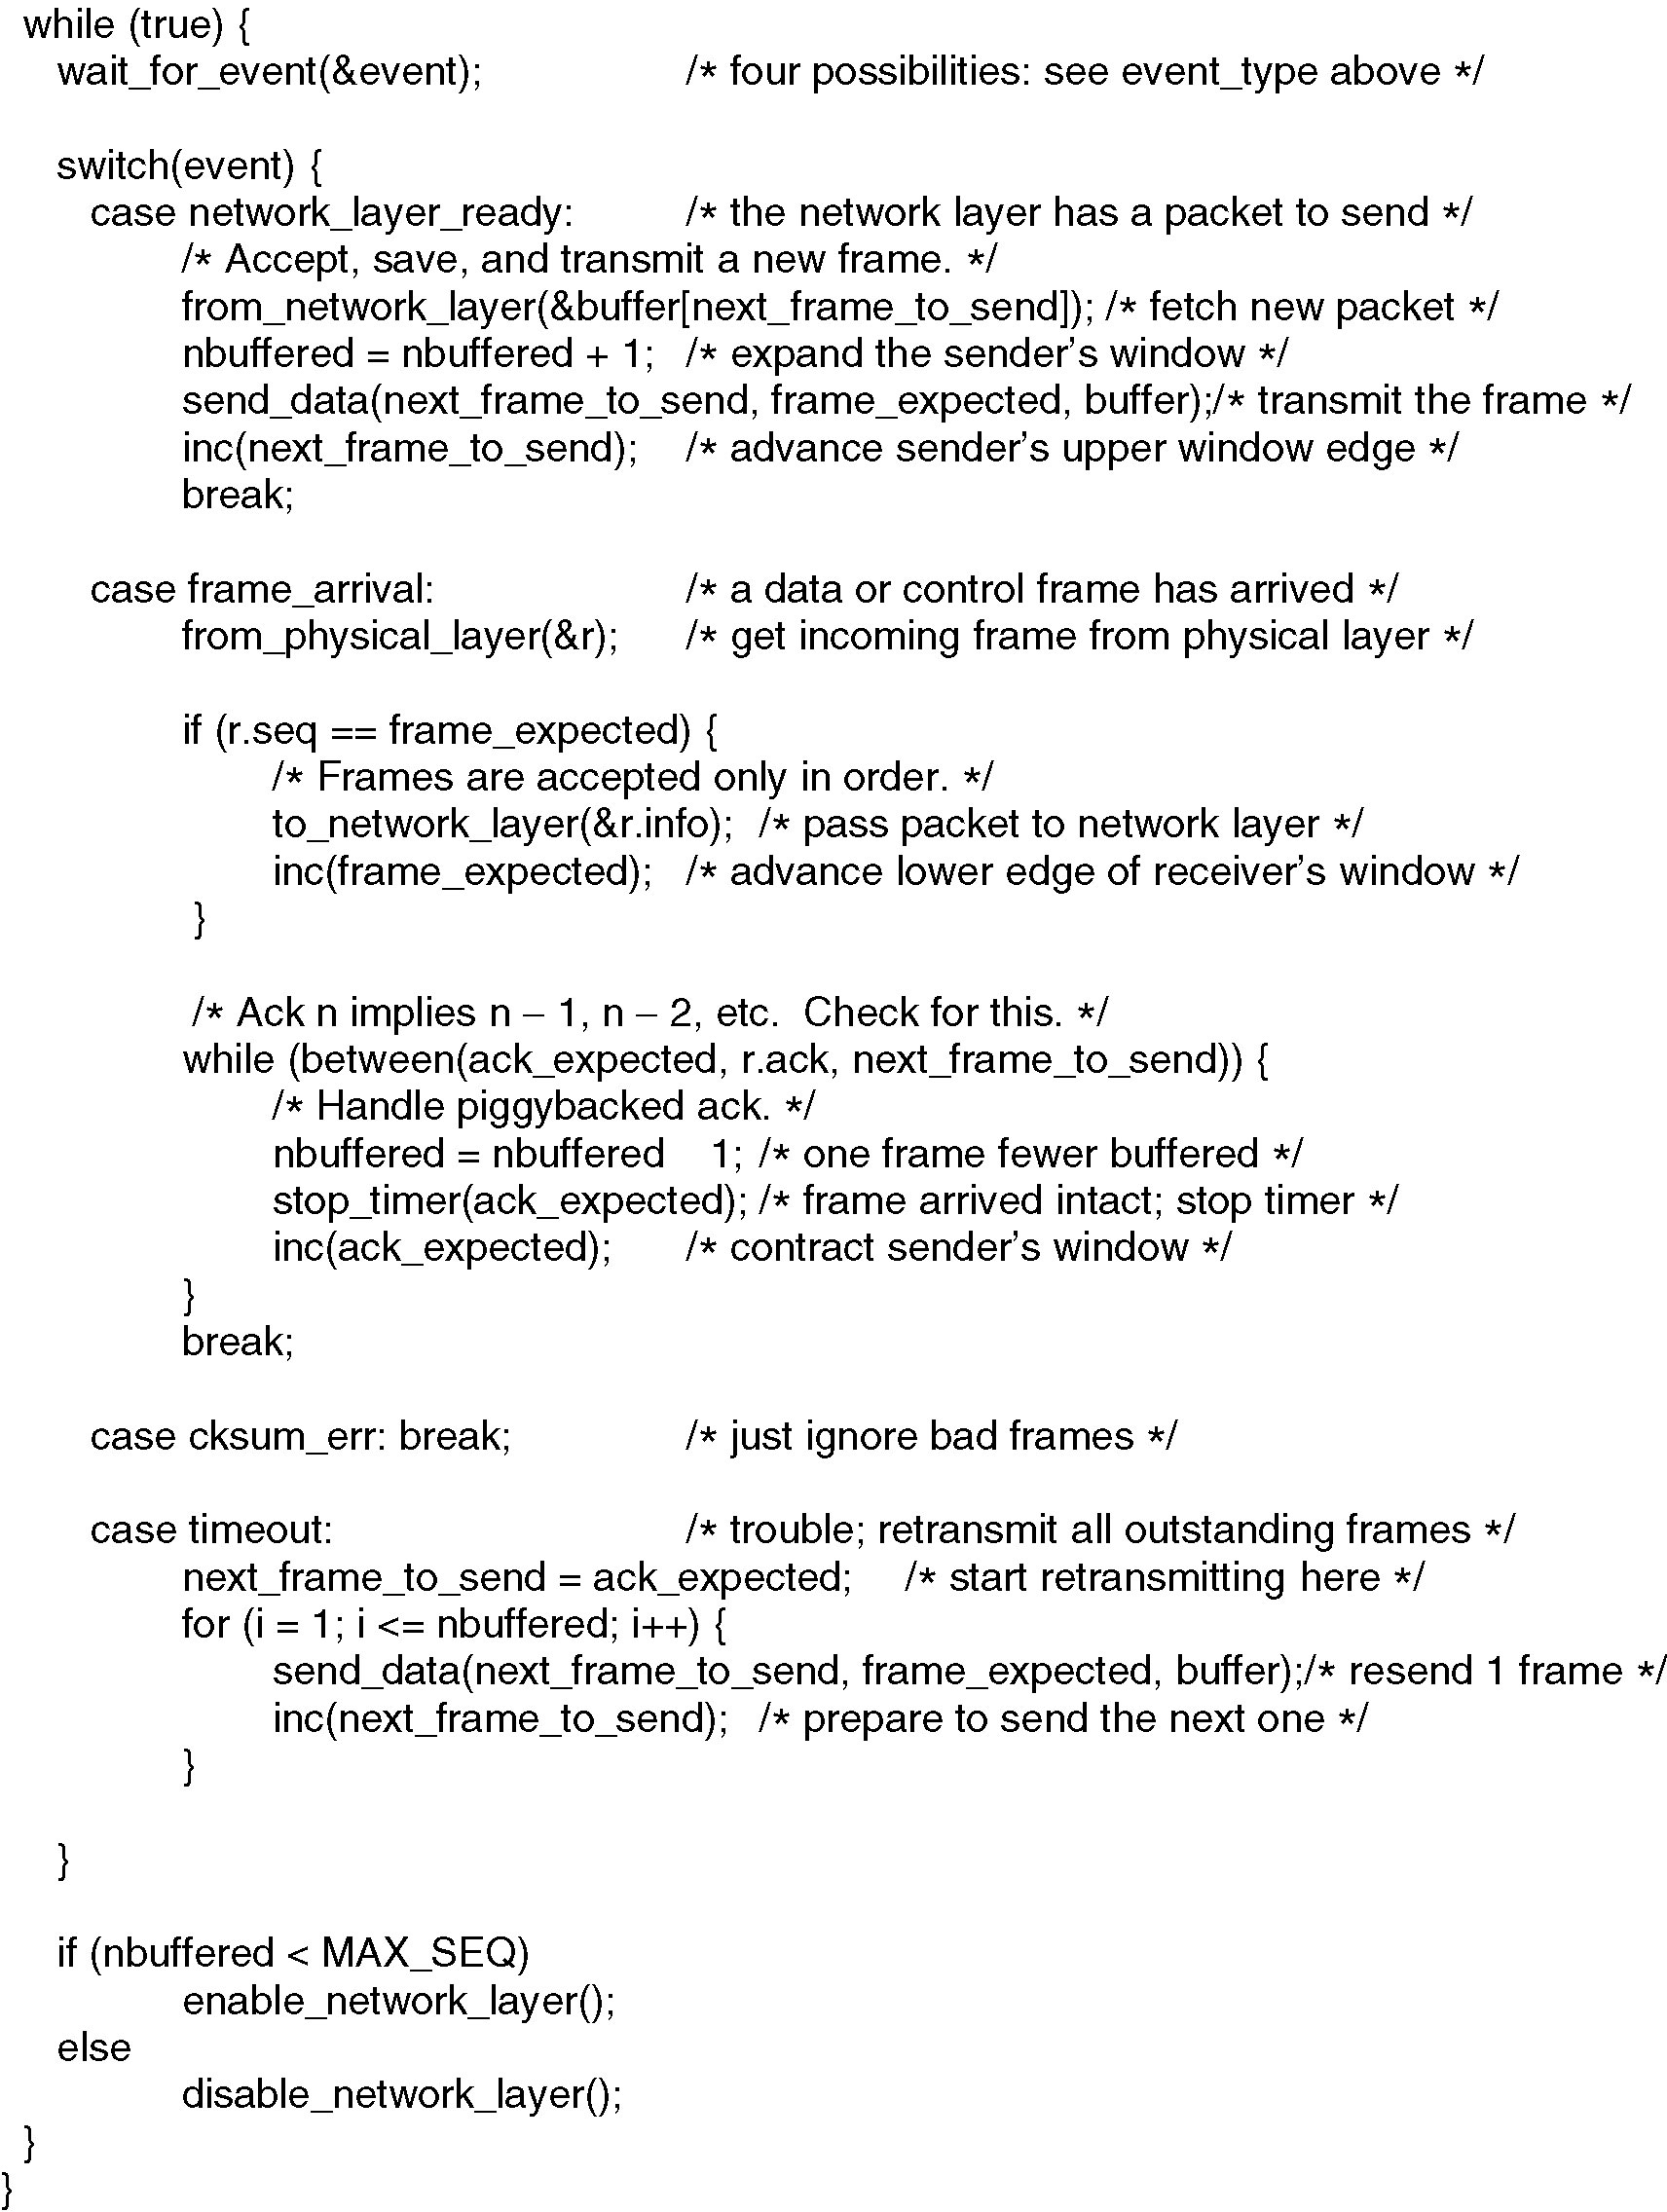 while (true) {
wait_for_event(&event); /* four possibilities: see event_type above */
switch(event) {
case network_layer_ready: /* the network layer has a packet to send */
/* Accept, save, and transmit a new frame. */
from_network_layer(&buffer[next_frame_to_send]); /* fetch new packet */
nbuffered = nbuffered + 1; /* expand the sender’s window */
send_data(next_frame_to_send, frame_expected, buffer);/* transmit the frame */
inc(next_frame_to_send); /* advance sender’s upper window edge */
break;
case frame_arrival: /* a data or control frame has arrived */
from_physical_layer(&r); /* get incoming frame from physical layer */
if (r.seq == frame_expected) {
/* Frames are accepted only in order. */
to_network_layer(&r.info); /* pass packet to network layer */
inc(frame_expected); /* advance lower edge of receiver’s window */
}
/* Ack n implies n – 1, n – 2, etc. Check for this. */
while (between(ack_expected, r.ack, next_frame_to_send)) {
/* Handle piggybacked ack. */
nbuffered = nbuffered 1; /* one frame fewer buffered */
stop_timer(ack_expected); /* frame arrived intact; stop timer */
inc(ack_expected); /* contract sender’s window */
}
break;
case cksum_err: break; /* just ignore bad frames */
case timeout: /* trouble; retransmit all outstanding frames */
next_frame_to_send = ack_expected; /* start retransmitting here */
for (i = 1; i <= nbuffered; i++) {
send_data(next_frame_to_send, frame_expected, buffer);/* resend 1 frame */
inc(next_frame_to_send); /* prepare to send the next one */
}
}
if (nbuffered < MAX_SEQ)
enable_network_layer();
else
disable_network_layer();
}
}